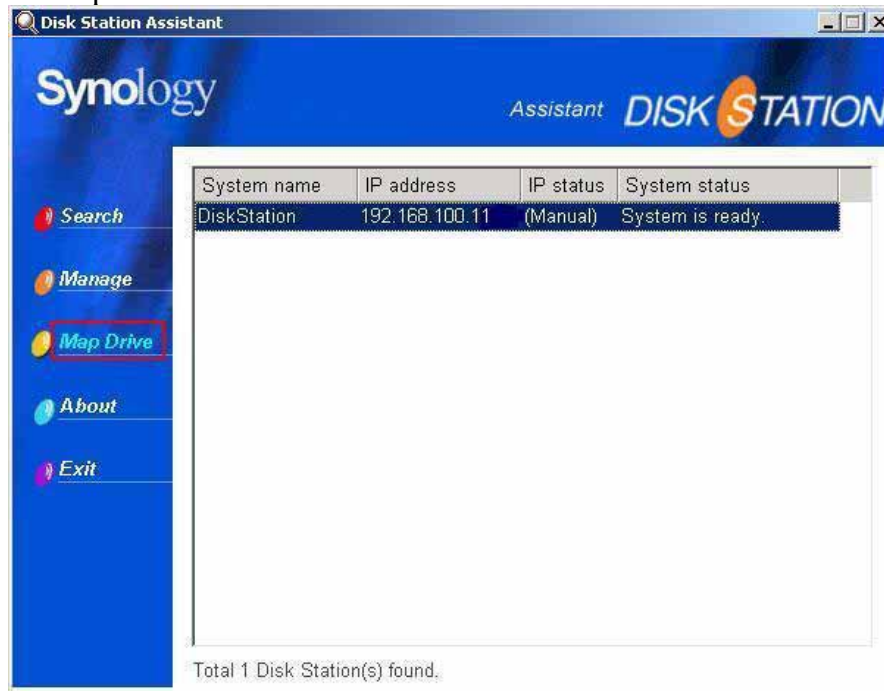 Disk Station Assistant
Synology
Assistant DISK STATION
System name IP address IP status System status
DiskStation 192.168.100.11 (Manual) System is ready.
Search
Manage
Map Drive
About
Exit
Total 1 Disk Station(s) found.